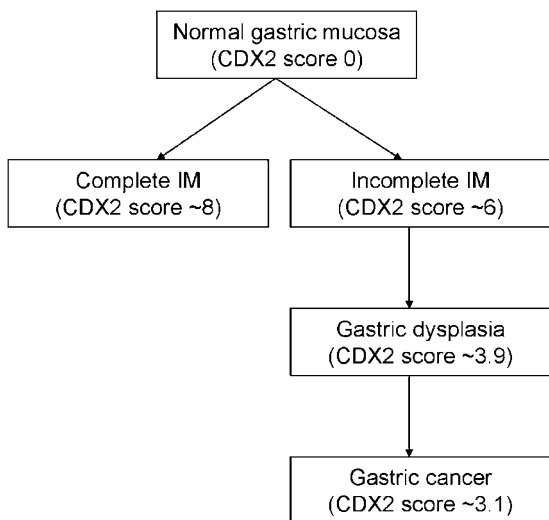 Normal gastric mucosa
(CDX2 score 0)
Complete IM
(CDX2 score ~8)
Incomplete IM
(CDX2 score ~6)
Gastric dysplasia
(CDX2 score ~3.9)
Gastric cancer
(CDX2 score ~3.1)